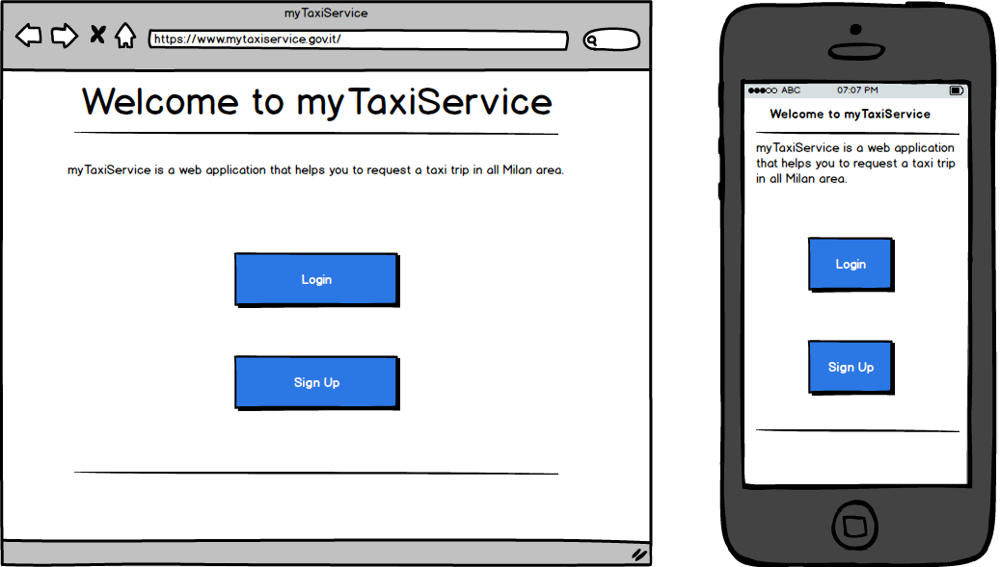 myTaxiService
https://www.mytaxiservice.gov.it/
Welcome to myTaxiService
myTaxiService is a web application that helps you to request a taxi trip in all Milan area.
Login
Sign Up
ABC 07:07 PM
Welcome to myTaxiService
myTaxiService is a web application
that helps you to request a taxi trip
in all Milan area.
Login
Sign Up